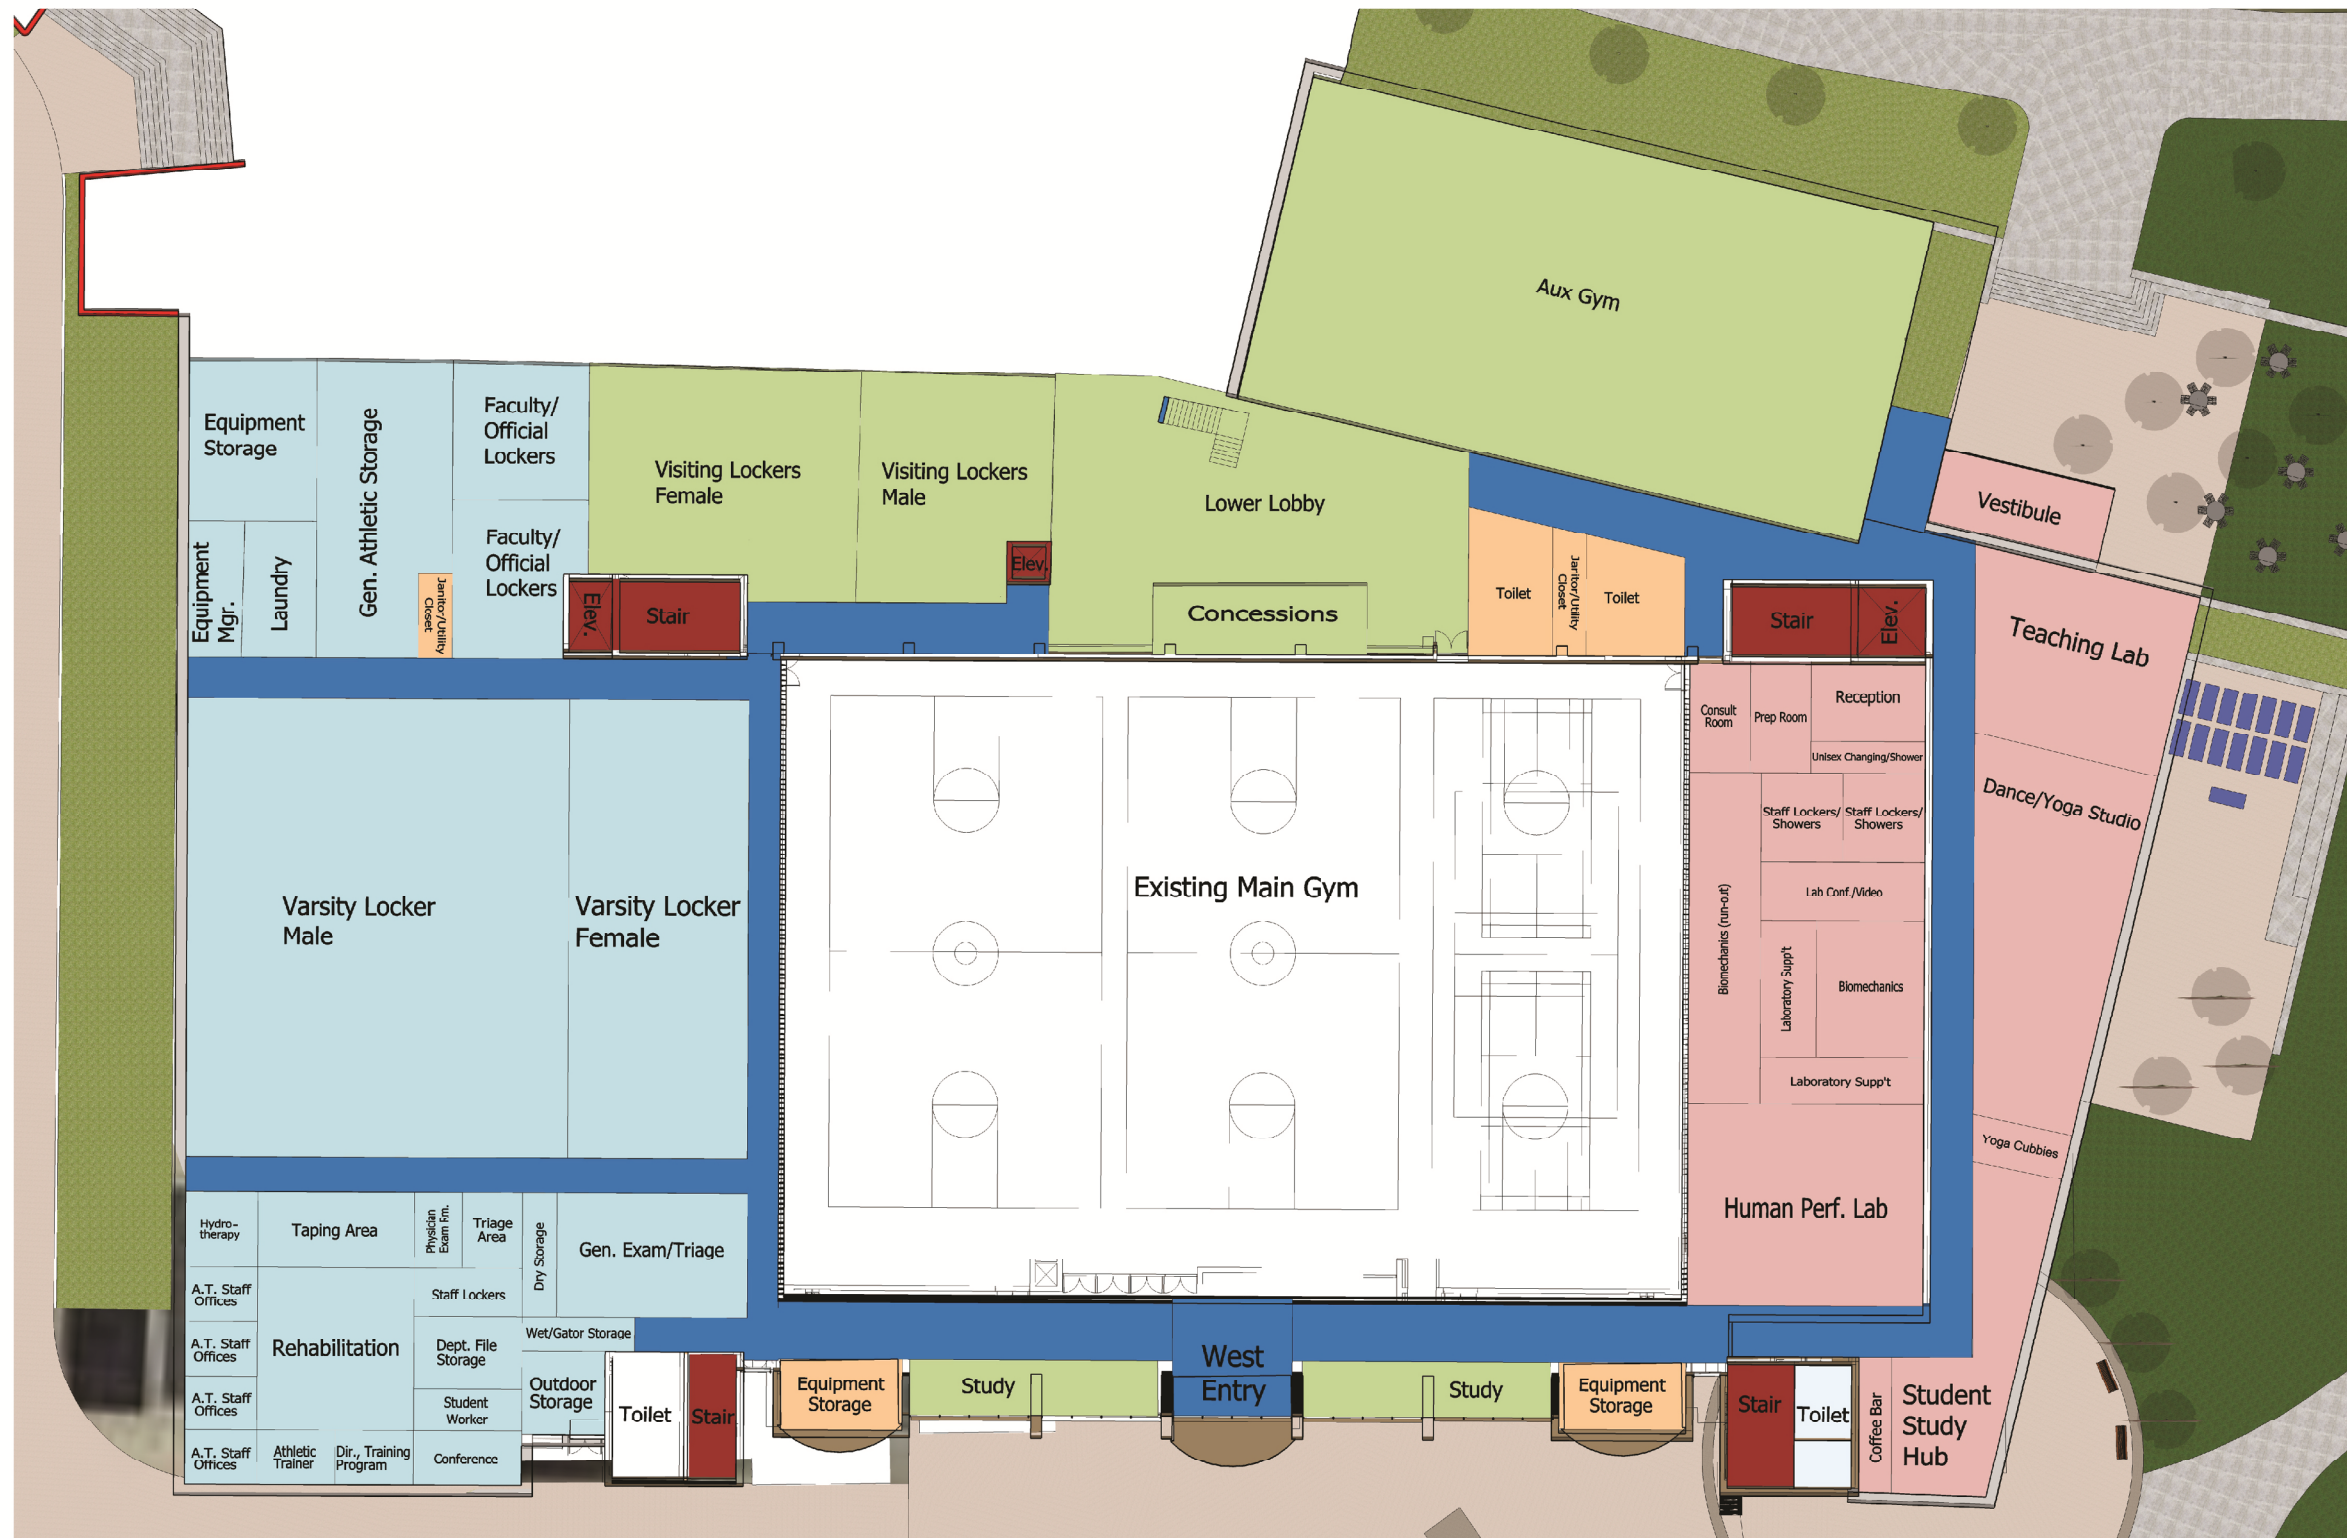 Aux Gym
Equipment
Storage
Gen. Athletic Storage
Faculty/
Official
Lockers
Visiting Lockers
Female
Visiting Lockers
Male
Lower Lobby
Vestibule
Equipment
Mgr.
Laundry
Janitor/Utility
Closet
Faculty/
Official
Lockers
Elev.
Stair
Elev.
Concessions
Toilet
Janitor/Utility
Closet
Toilet
Stair
Elev.
Teaching Lab
Consult
Room
Prep Room
Reception
Unisex Changing/Shower
Dance/Yoga Studio
Staff Lockers/
Showers
Staff Lockers/
Showers
Varsity Locker
Male
Varsity Locker
Female
Existing Main Gym
Biomechanics (run-out)
Lab Conf./Video
Laboratory Supp't
Biomechanics
Laboratory Supp't
Yoga Cubbies
Human Perf. Lab
Hydro-
therapy
Taping Area
Physician
Exam Rm.
Triage
Area
Dry Storage
Gen. Exam/Triage
A.T. Staff
Offices
Staff Lockers
A.T. Staff
Offices
Rehabilitation
Dept. File
Storage
Wet/Gator Storage
A.T. Staff
Offices
Student
Worker
Outdoor
Storage
A.T. Staff
Offices
Athletic
Trainer
Dir., Training
Program
Conference
Toilet
Stair
Equipment
Storage
Study
West
Entry
Study
Equipment
Storage
Stair
Toilet
Coffee Bar
Student
Study
Hub